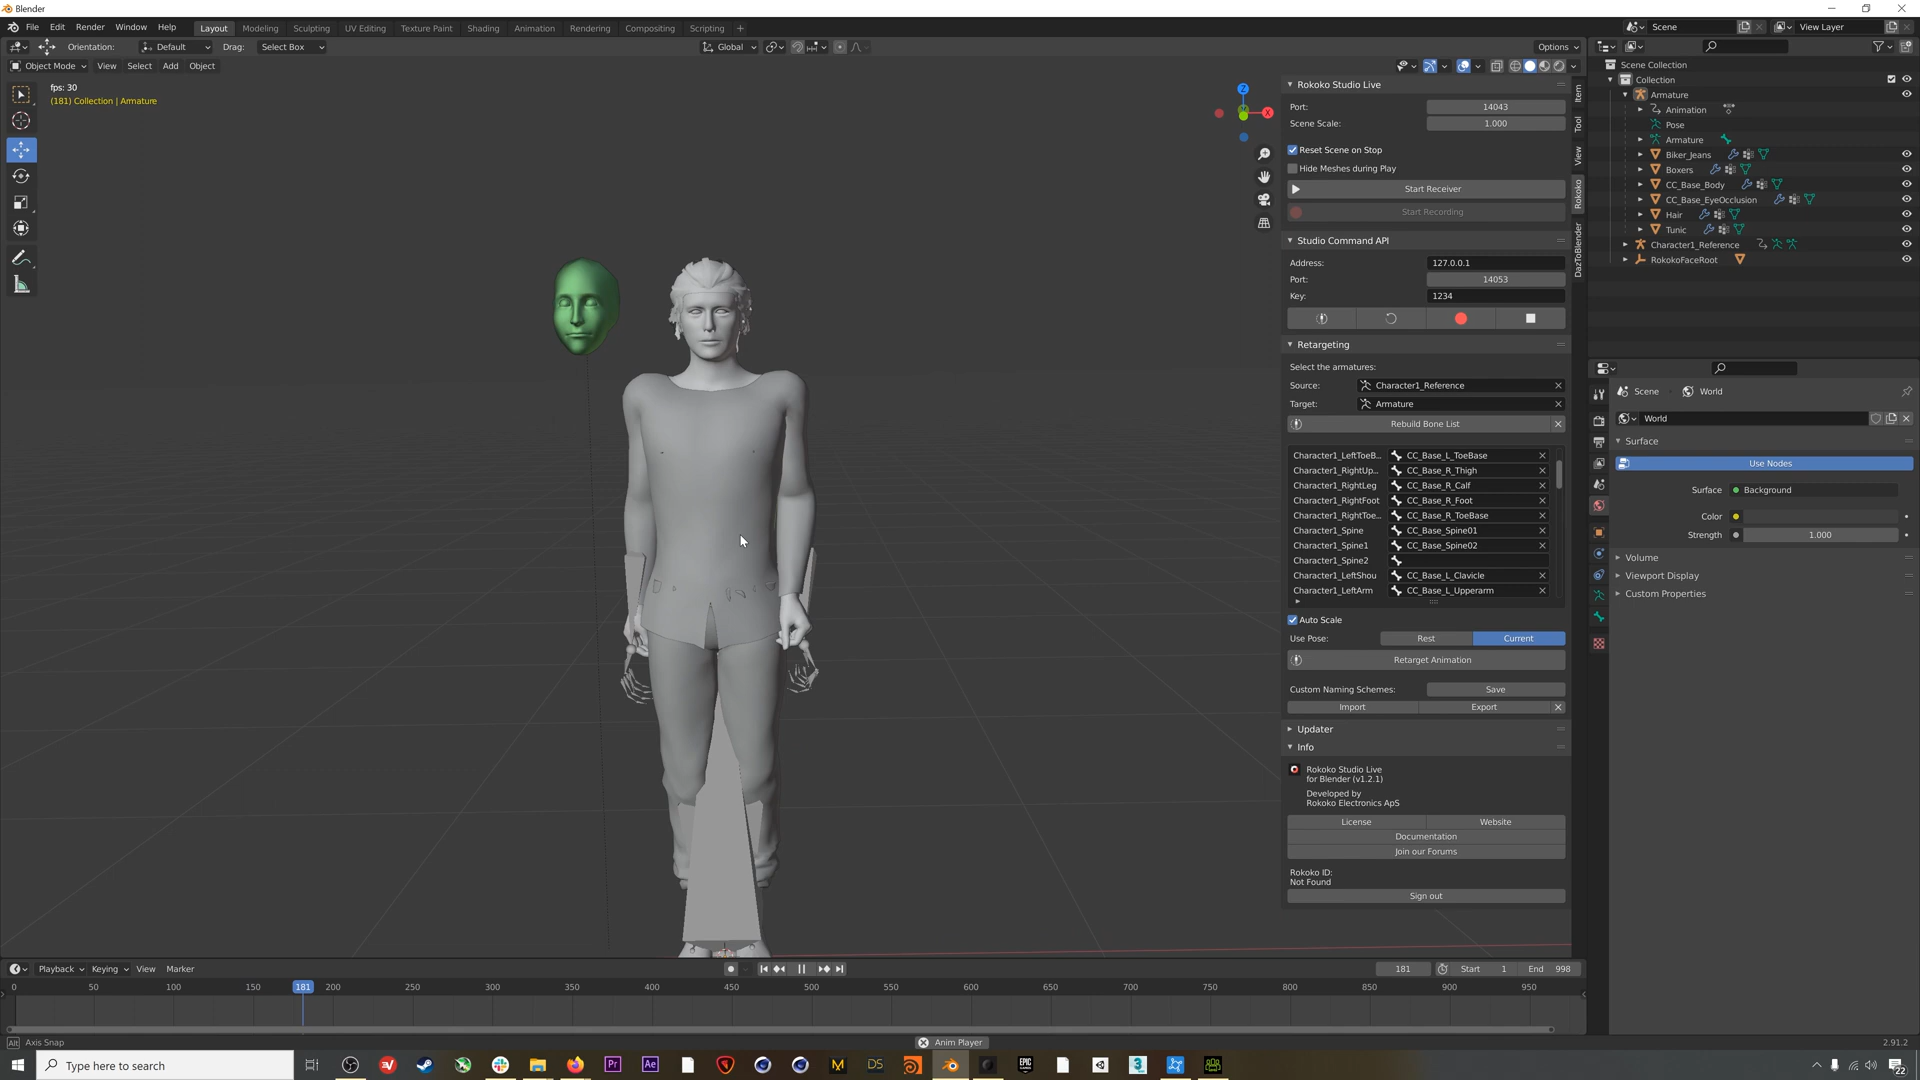 Blender
File Edit Render Window Help
Layout Modeling Sculpting UV Editing Texture Paint Shading Animation Rendering Compositing Scripting +
Scene
View Layer
Orientation: Default Drag: Select Box
Global
Options
Object Mode View Select Add Object
fps: 30
(181) Collection | Armature
Z
X
Rokoko Studio Live
Port: 14043
Scene Scale: 1.000
Reset Scene on Stop
Hide Meshes during Play
Start Receiver
Start Recording
Studio Command API
Address: 127.0.0.1
Port: 14053
Key: 1234
Retargeting
Select the armatures:
Source: Character1_Reference
Target: Armature
Rebuild Bone List
Character1_LeftToeB... CC_Base_L_ToeBase
Character1_RightUp... CC_Base_R_Thigh
Character1_RightLeg CC_Base_R_Calf
Character1_RightFoot CC_Base_R_Foot
Character1_RightToe... CC_Base_R_ToeBase
Character1_Spine CC_Base_Spine01
Character1_Spine1 CC_Base_Spine02
Character1_Spine2
Character1_LeftShou CC_Base_L_Clavicle
Character1_LeftArm CC_Base_L_Upperarm
Auto Scale
Use Pose: Rest Current
Retarget Animation
Custom Naming Schemes: Save
Import Export
Updater
Info
Rokoko Studio Live
for Blender (v1.2.1)
Developed by
Rokoko Electronics ApS
License Website
Documentation
Join our Forums
Rokoko ID:
Not Found
Sign out
Item
Tool
View
Rokoko
DazToBlender
Scene Collection
Collection
Armature
Animation
Pose
Armature
Biker_Jeans
Boxers
CC_Base_Body
CC_Base_EyeOcclusion
Hair
Tunic
Character1_Reference
RokokoFaceRoot
Scene World
World
Surface
Use Nodes
Surface Background
Color
Strength 1.000
Volume
Viewport Display
Custom Properties
Playback Keying View Marker
181 Start 1 End 998
0 50 100 150 181 200 250 300 350 400 450 500 550 600 650 700 750 800 850 900 950
Alt Axis Snap
Anim Player
2.91.2
Type here to search
Pr
Ae
M
DS
EPIC
3
22